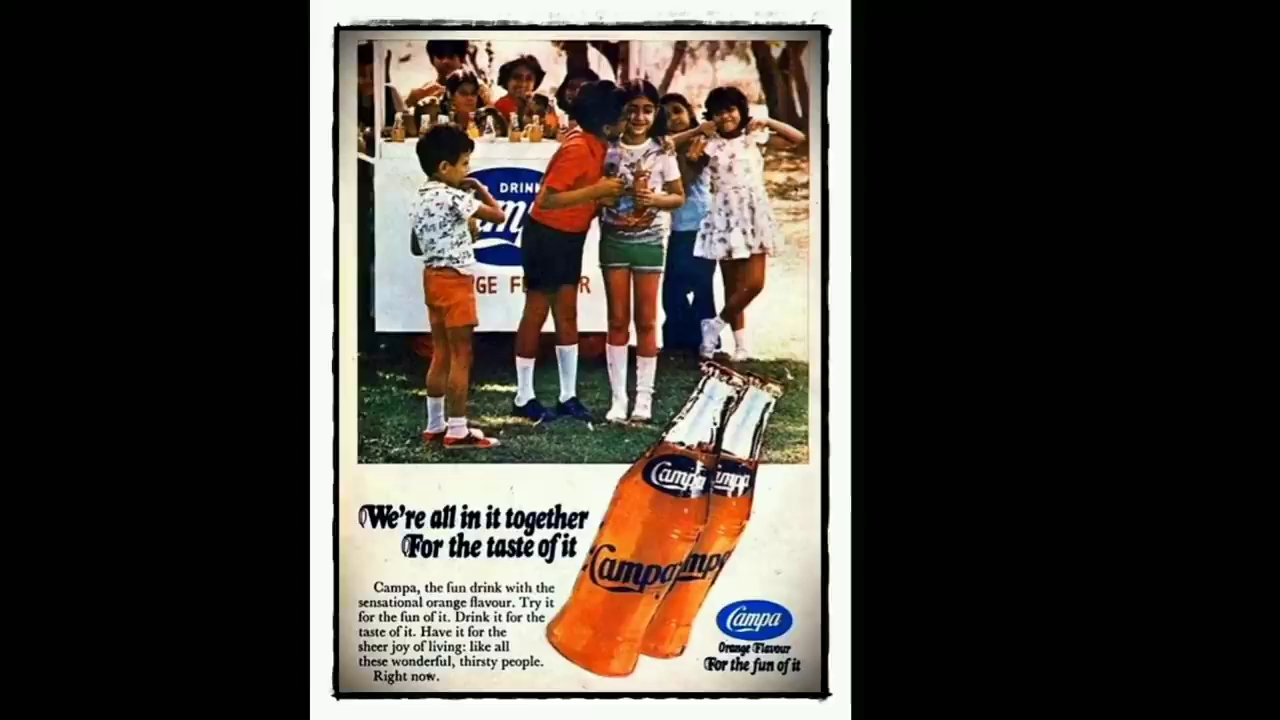 DRINK
GE FL R
Campa
Campa
Campa
We're all in it together
For the taste of it
Campa, the fun drink with the
sensational orange flavour. Try it
for the fun of it. Drink it for the
taste of it. Have it for the
sheer joy of living: like all
these wonderful, thirsty people.
Right now.
Campa
Orange Flavour
For the fun of it